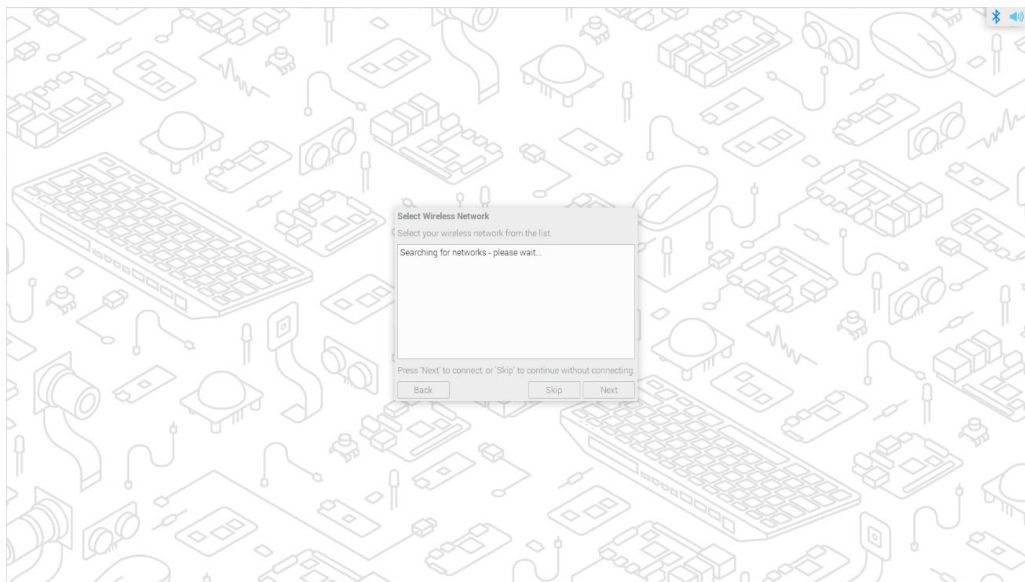 Select Wireless Network
Select your wireless network from the list.
Searching for networks - please wait...
Press 'Next' to connect, or 'Skip' to continue without connecting.
Back
Skip
Next